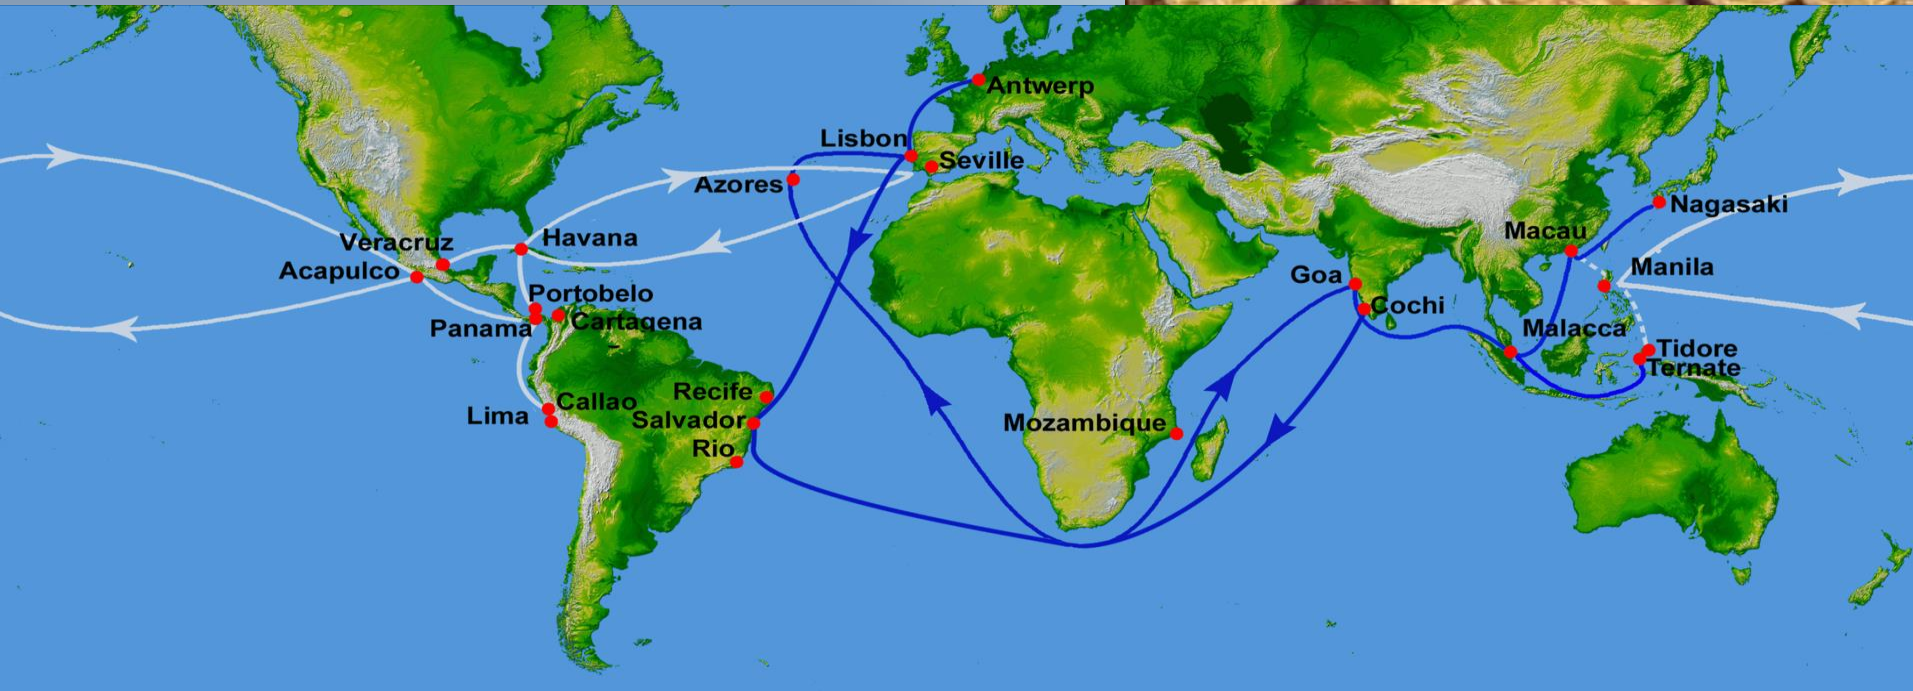 Antwerp
Lisbon
Seville
Azores
Nagasaki
Macau
Veracruz
Havana
Acapulco
Goa
Manila
Portobelo
Cochi
Panama
Cartagena
Malacca
Tidore
Ternate
Recife
Callao
Lima
Salvador
Mozambique
Rio